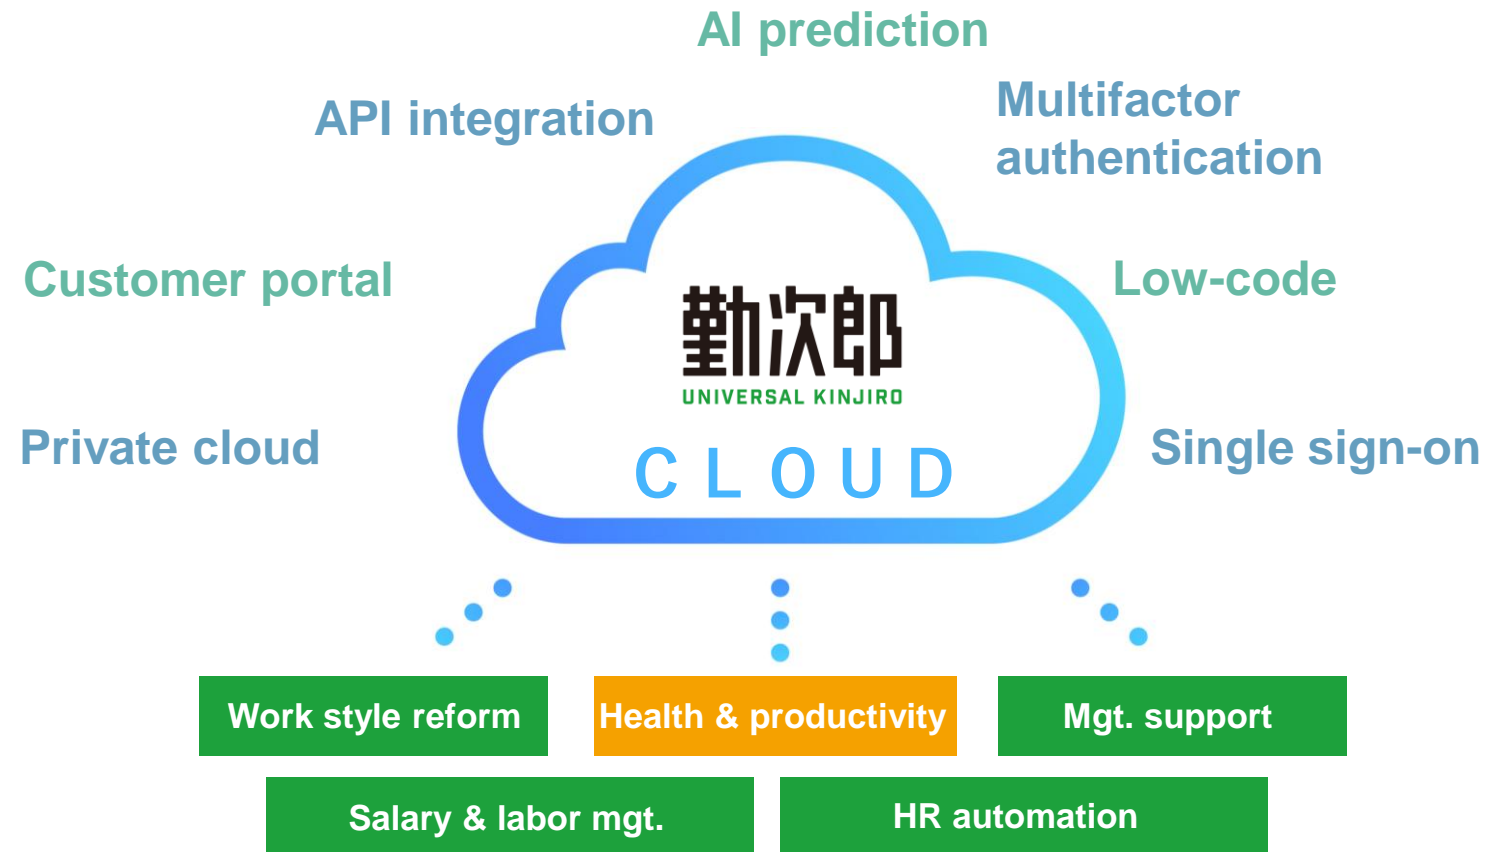 AI prediction
API integration
Multifactor
authentication
Customer portal
Low-code
勤次郎
UNIVERSAL KINJIRO
Private cloud
CLOUD
Single sign-on
Work style reform
Health & productivity
Mgt. support
Salary & labor mgt.
HR automation